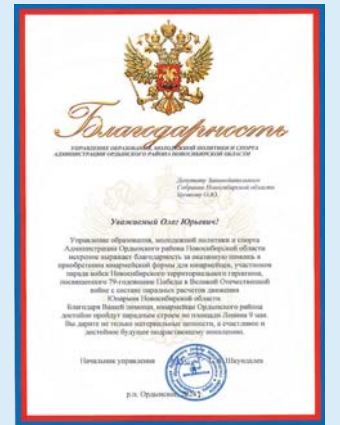 Благодарность
УПРАВЛЕНИЕ ОБРАЗОВАНИЯ, МОЛОДЕЖНОЙ ПОЛИТИКИ И СПОРТА
АДМИНИСТРАЦИИ ОРДЫНСКОГО РАЙОНА НОВОСИБИРСКОЙ ОБЛАСТИ
Депутату Законодательного
Собрания Новосибирской области
О.Ю.
Уважаемый Олег Юрьевич!
Управление образования, молодежной политики и спорта
Администрации Ордынского района Новосибирской области
искренне выражает благодарность за оказанную помощь в
приобретении юнармейской формы для юнармейцев, участников
парада войск Новосибирского территориального гарнизона,
посвященного 79-годовщине Победы в Великой Отечественной
войне в составе парадных расчетов движения
Юнармии Новосибирской области.
Благодаря Вашей помощи, юнармейцы Ордынского района
достойно пройдут парадным строем по площади Ленина 9 мая.
Вы дарите не только материальные ценности, а счастливое и
достойное будущее подрастающему поколению.
Начальник управления Шкундалев
р.п. Ордынское,